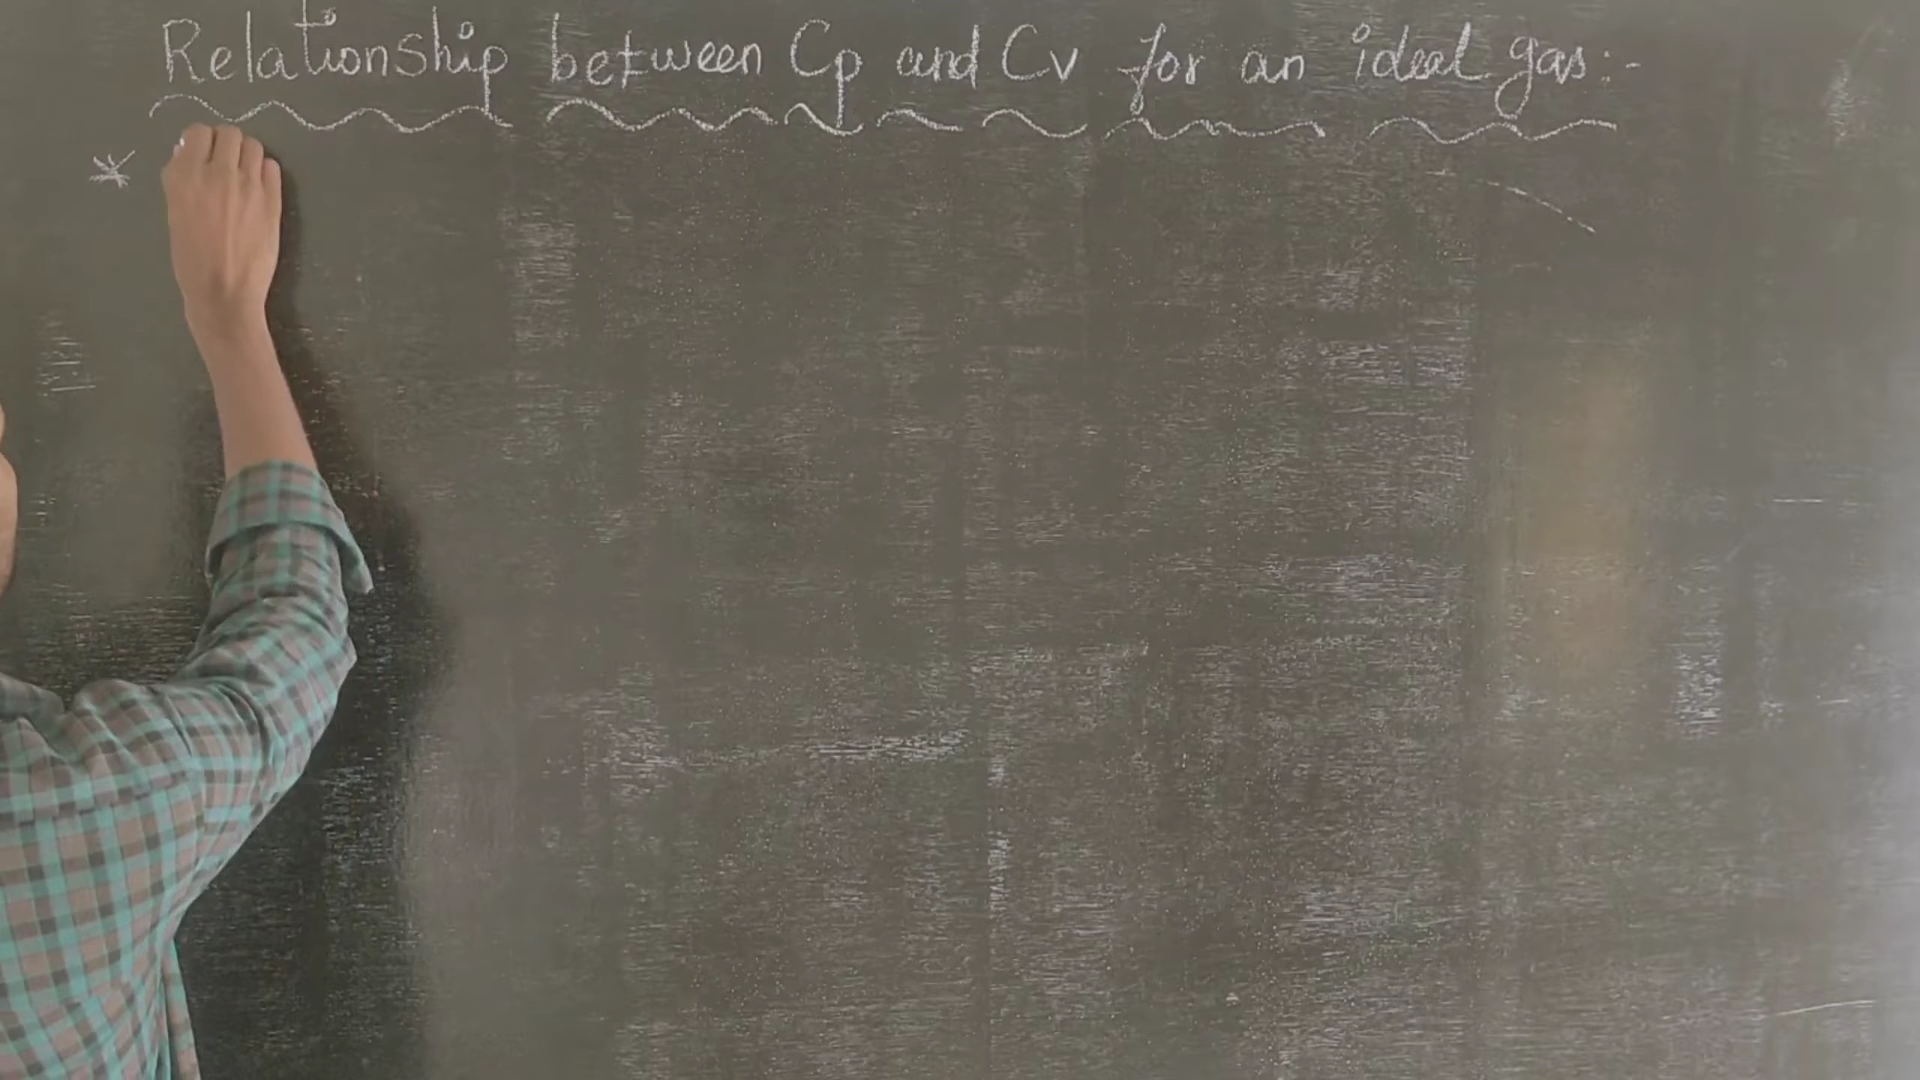 Relationship between Cp and Cv for an ideal gas:-
*